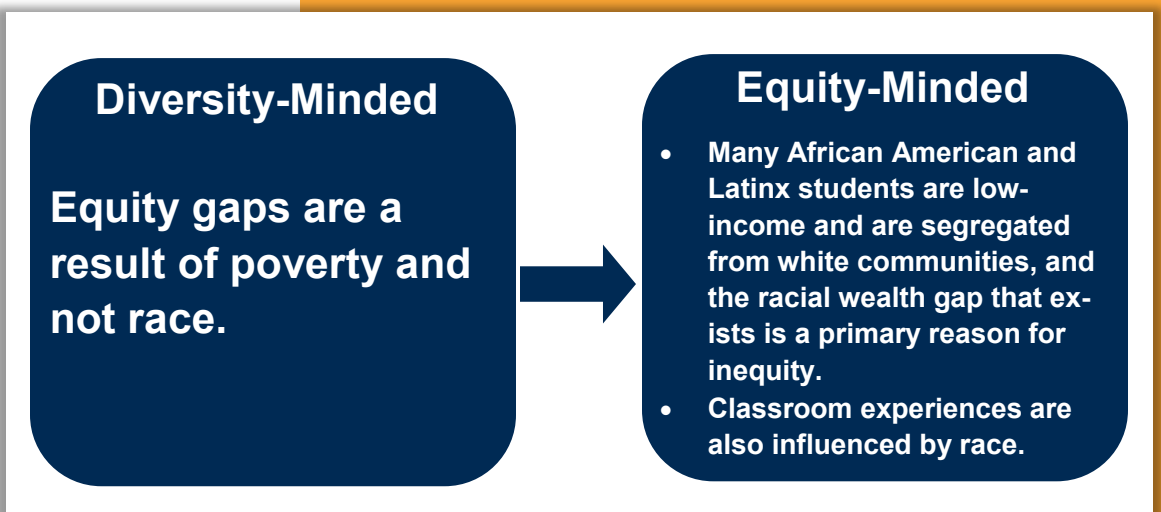 Diversity-Minded
Equity gaps are a
result of poverty and
not race.
Equity-Minded
• Many African American and
Latinx students are low-
income and are segregated
from white communities, and
the racial wealth gap that ex-
ists is a primary reason for
inequity.
• Classroom experiences are
also influenced by race.